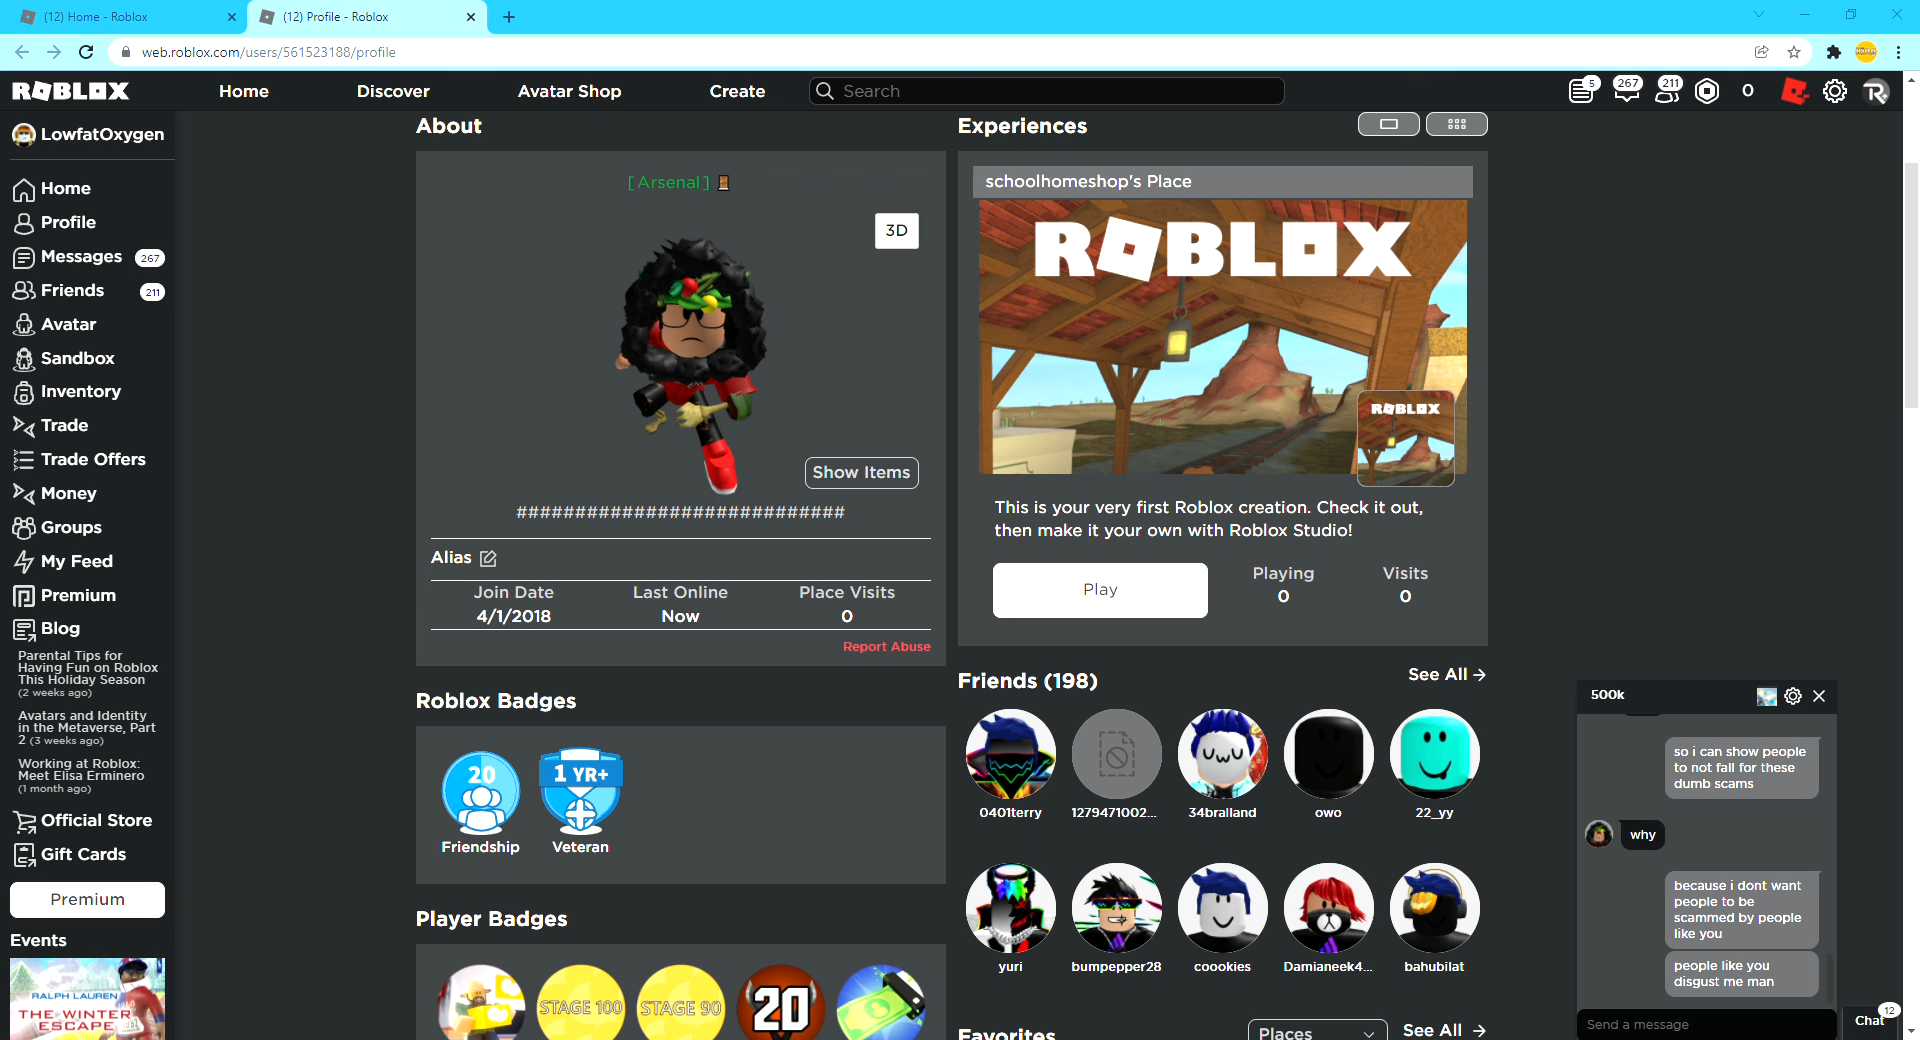 (12) Home - Roblox
(12) Profile - Roblox
web.roblox.com/users/561523188/profile
ROBLOX
Home
Discover
Avatar Shop
Create
Search
5
267
211
0
LowfatOxygen
Home
Profile
Messages 267
Friends 211
Avatar
Sandbox
Inventory
Trade
Trade Offers
Money
Groups
My Feed
Premium
Blog
Parental Tips for
Having Fun on Roblox
This Holiday Season
(2 weeks ago)
Avatars and Identity
in the Metaverse, Part
2 (3 weeks ago)
Working at Roblox:
Meet Elisa Erminero
(1 month ago)
Official Store
Gift Cards
Premium
Events
RALPH LAUREN
THE WINTER
ESCAPE
About
[Arsenal]
3D
Show Items
############################
Alias
Join Date
4/1/2018
Last Online
Now
Place Visits
0
Report Abuse
Roblox Badges
20
Friendship
1 YR+
Veteran
Player Badges
STAGE 100
STAGE 90
20
Experiences
schoolhomeshop's Place
ROBLOX
ROBLOX
This is your very first Roblox creation. Check it out,
then make it your own with Roblox Studio!
Play
Playing
0
Visits
0
Friends (198)
See All
0401terry
1279471002...
34bralland
owo
22_yy
yuri
bumpepper28
coookies
Damianeek4...
bahubilat
Favorites
Places
See All
500k
so i can show people
to not fall for these
dumb scams
why
because i dont want
people to be
scammed by people
like you
people like you
disgust me man
Send a message
Chat 12